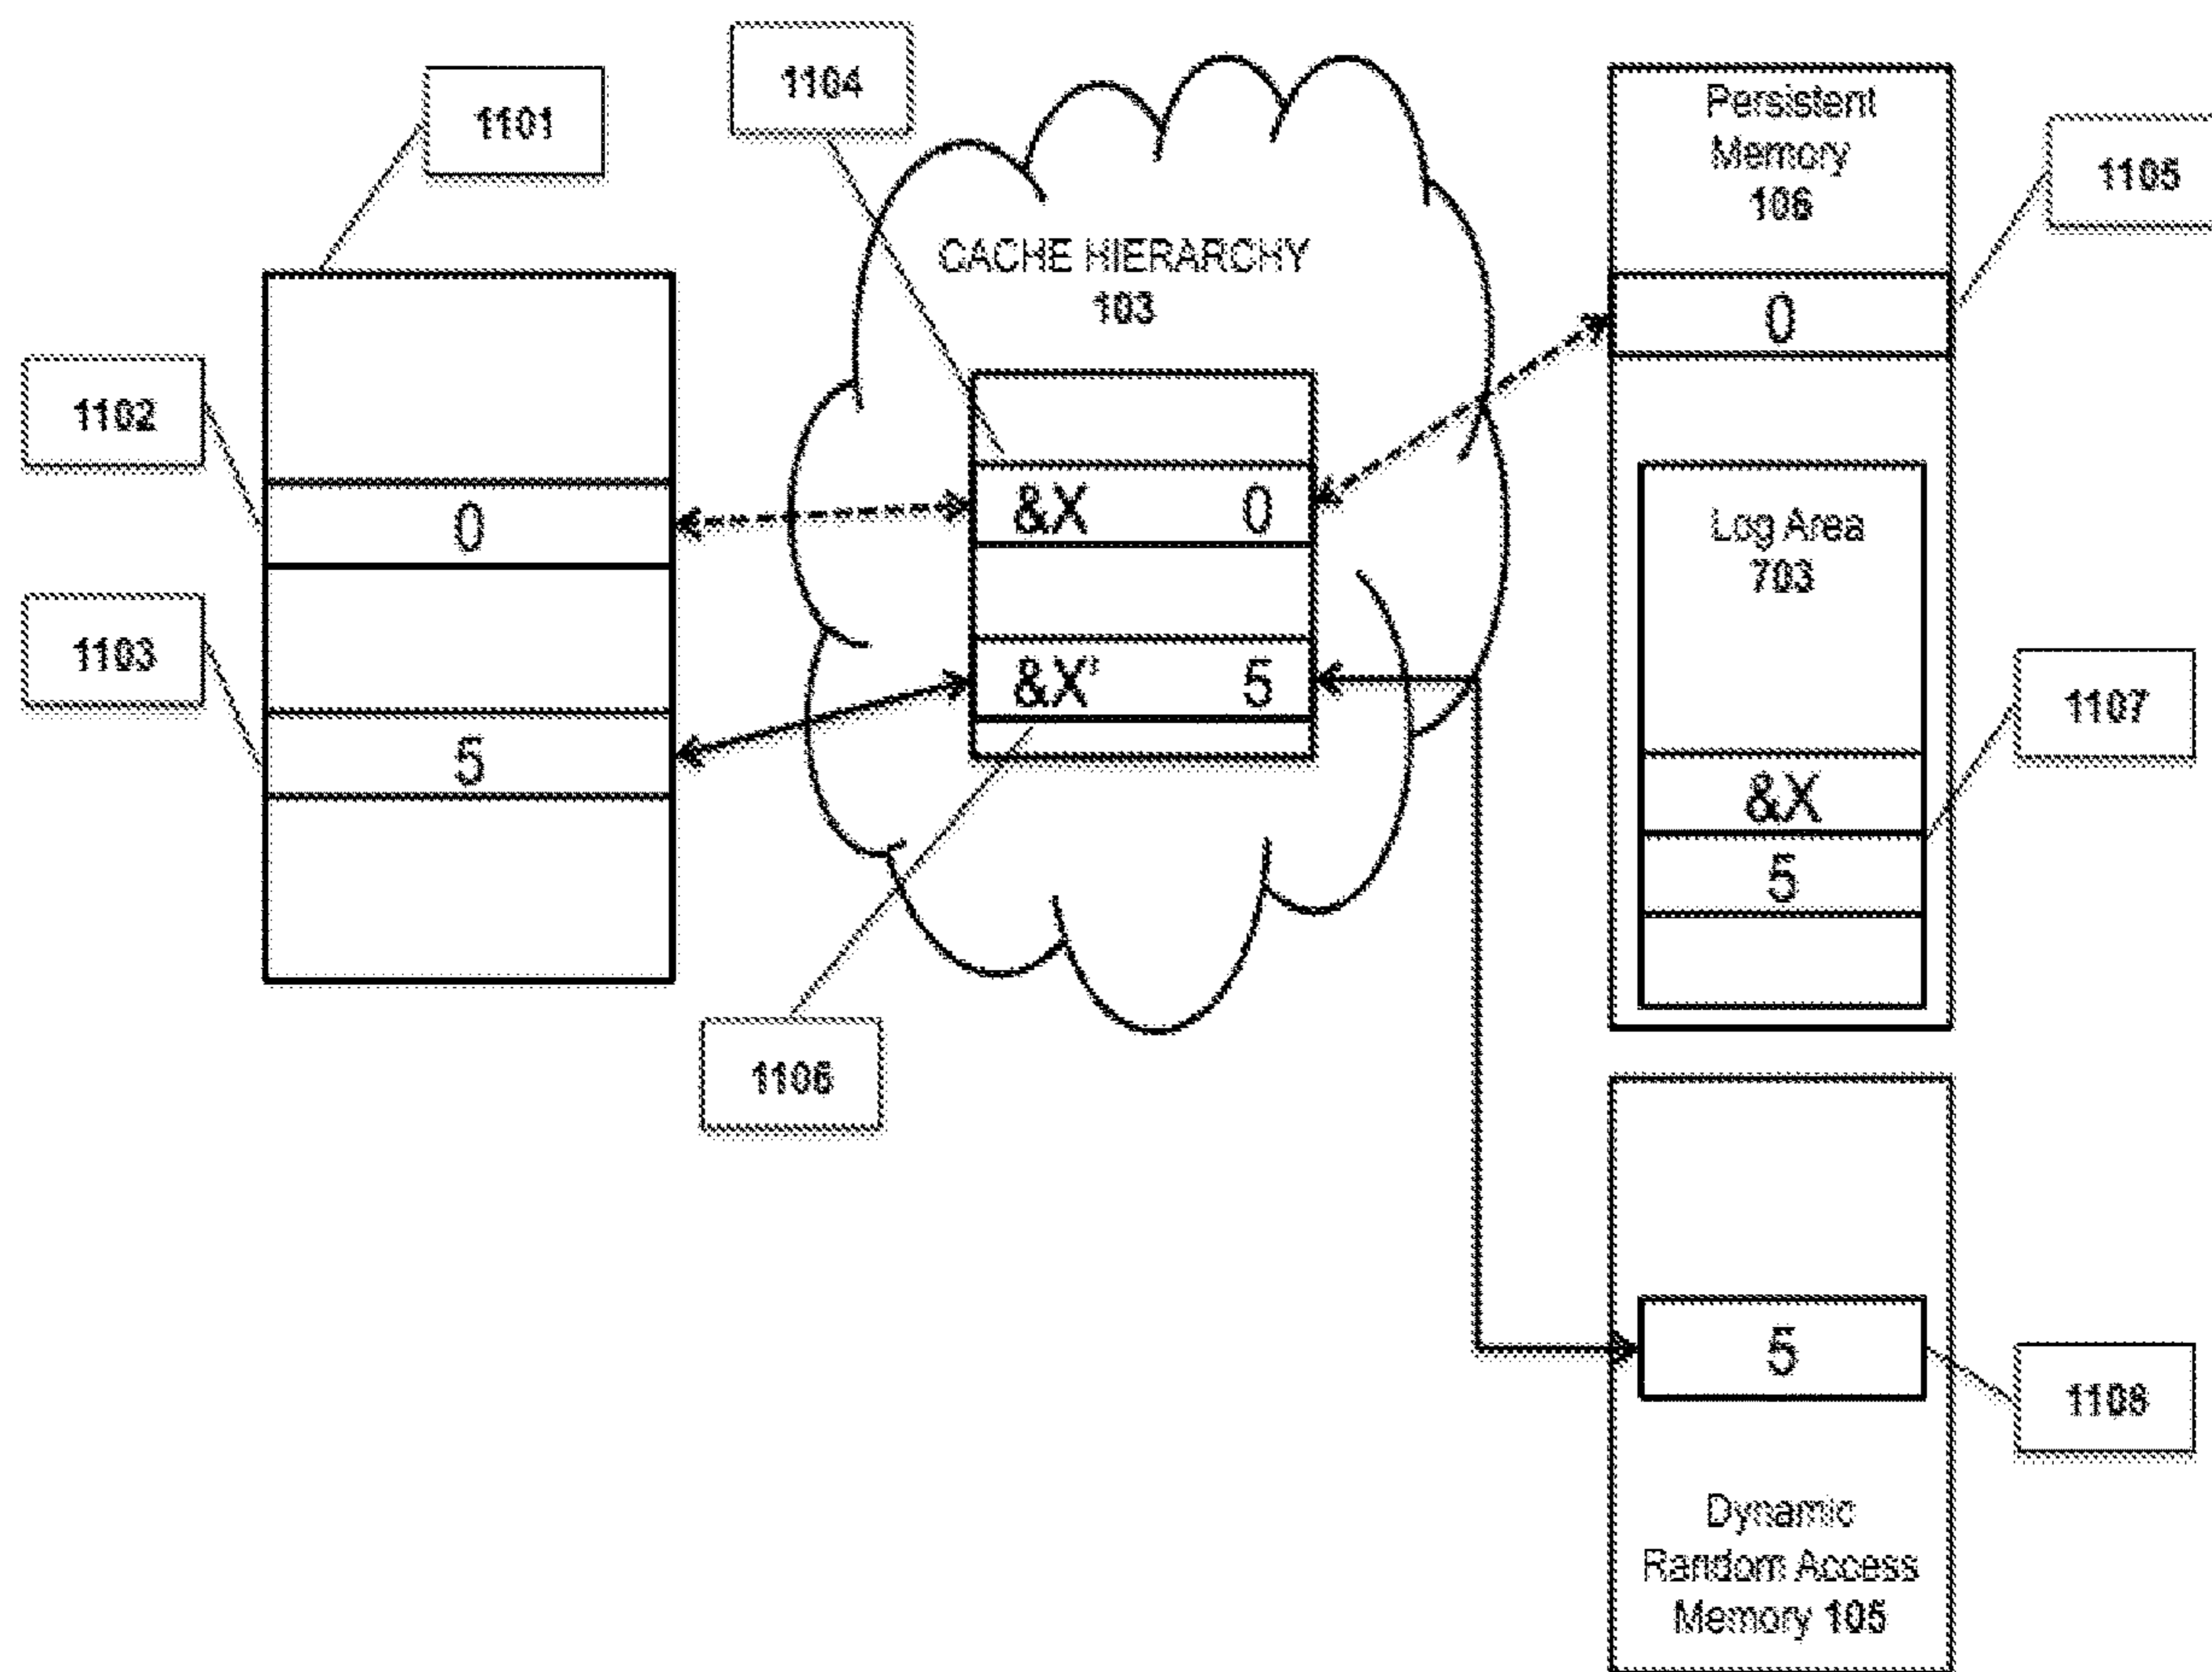 1104
1101
Persistent
Memory
106
1105
CACHE HIERARCHY
103
0
1102
&X 0
0
Log Area
703
1103
&X' 5
1107
5
&X
5
1106
5
1108
Dynamic
Random Access
Memory 105